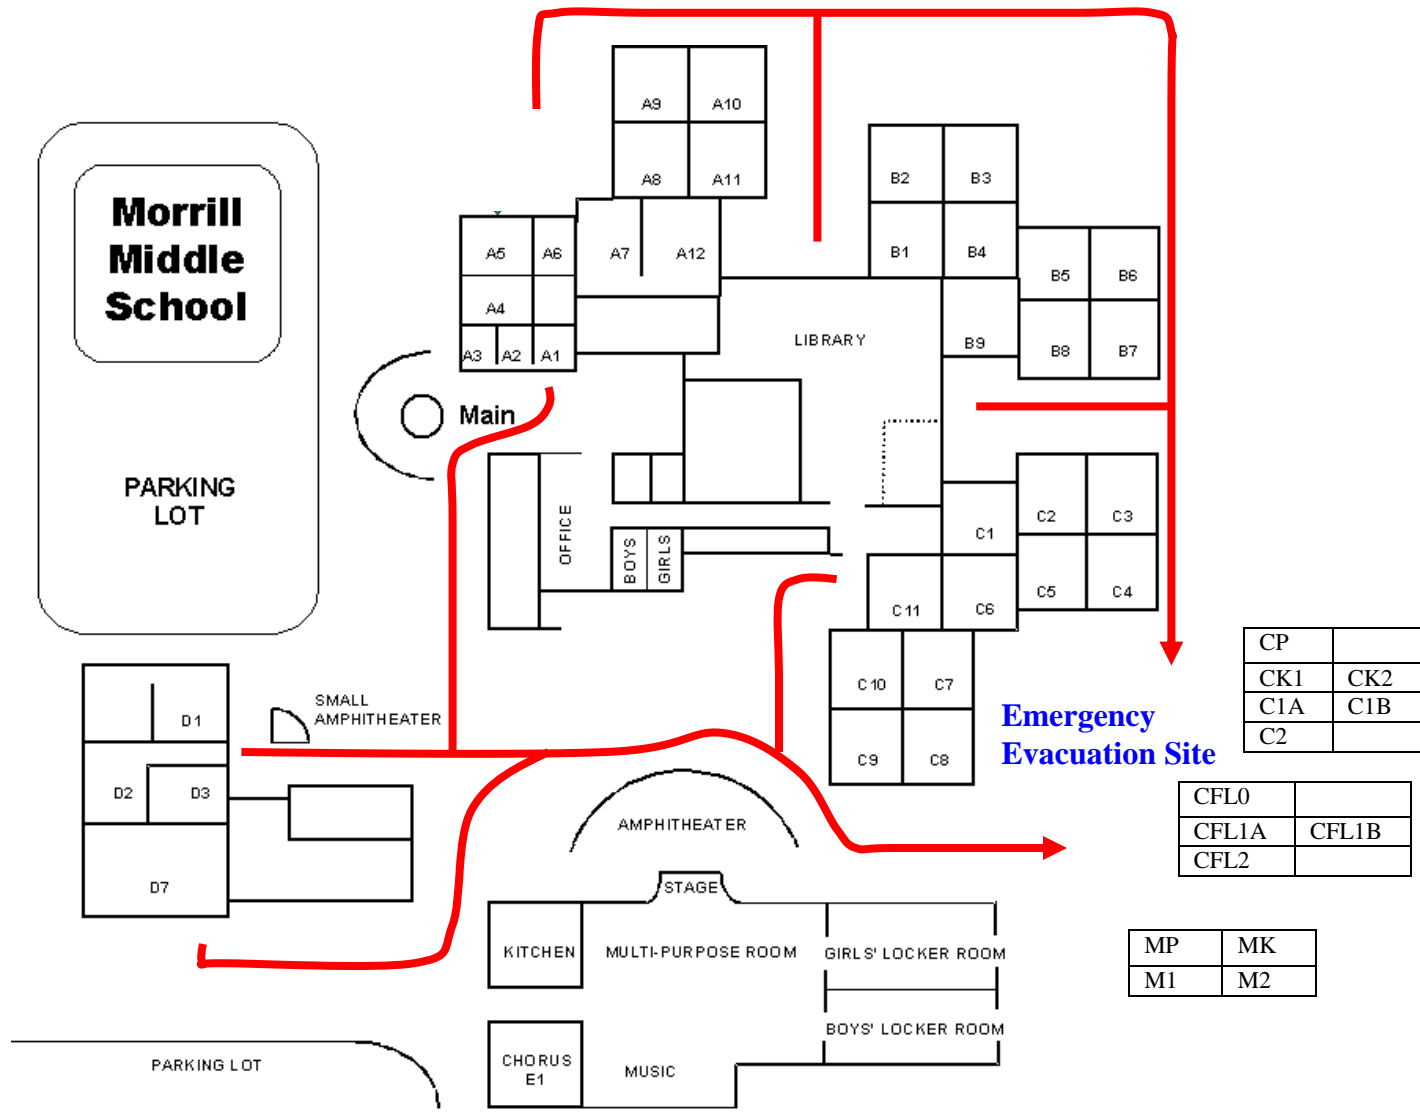 A9 A10
A8 A11
B2 B3
B1 B4
Morrill
Middle
School
A5 A6 A7 A12
A4
A3 A2 A1
B5 B6
B8 B7
LIBRARY
B9
Main
PARKING
LOT
OFFICE
BOYS
GIRLS
C1
C2 C3
C5 C4
C11 C6
C10 C7
C9 C8
CP
CK1 CK2
C1A C1B
C2
D1
SMALL
AMPHITHEATER
D2 D3
D7
Emergency
Evacuation Site
CFL0
CFL1A CFL1B
CFL2
AMPHITHEATER
STAGE
KITCHEN
MULTI-PURPOSE ROOM
GIRLS' LOCKER ROOM
MP MK
M1 M2
BOYS' LOCKER ROOM
CHORUS
E1
MUSIC
PARKING LOT